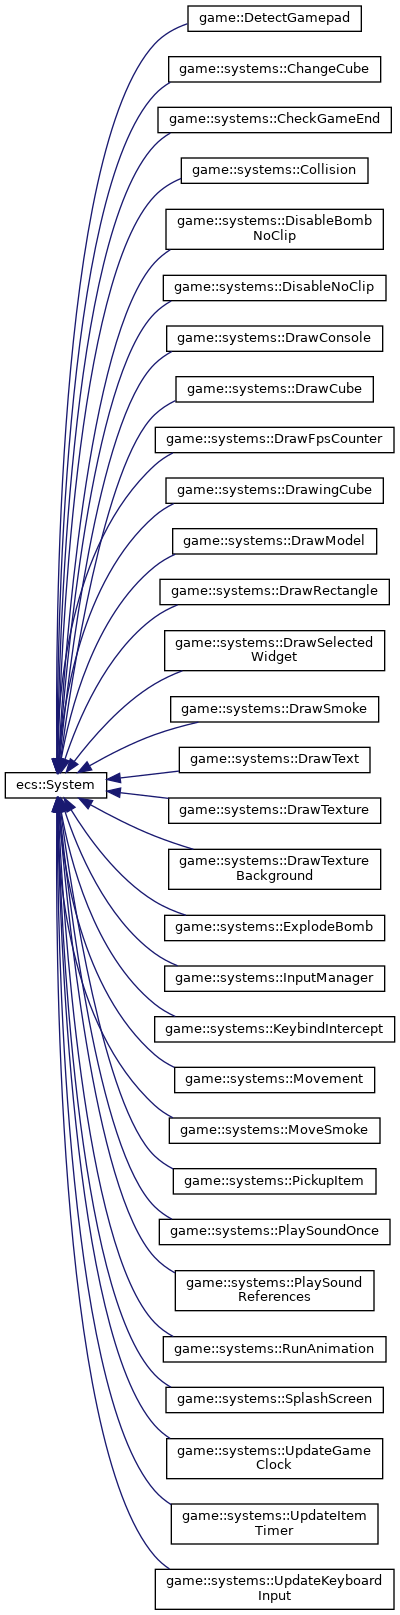 game::DetectGamepad
game::systems::ChangeCube
game::systems::CheckGameEnd
game::systems::Collision
game::systems::DisableBomb
NoClip
game::systems::DisableNoClip
game::systems::DrawConsole
game::systems::DrawCube
game::systems::DrawFpsCounter
game::systems::DrawingCube
game::systems::DrawModel
game::systems::DrawRectangle
game::systems::DrawSelected
Widget
game::systems::DrawSmoke
game::systems::DrawText
ecs::System
game::systems::DrawTexture
game::systems::DrawTexture
Background
game::systems::ExplodeBomb
game::systems::InputManager
game::systems::KeybindIntercept
game::systems::Movement
game::systems::MoveSmoke
game::systems::PickupItem
game::systems::PlaySoundOnce
game::systems::PlaySound
References
game::systems::RunAnimation
game::systems::SplashScreen
game::systems::UpdateGame
Clock
game::systems::UpdateItem
Timer
game::systems::UpdateKeyboard
Input